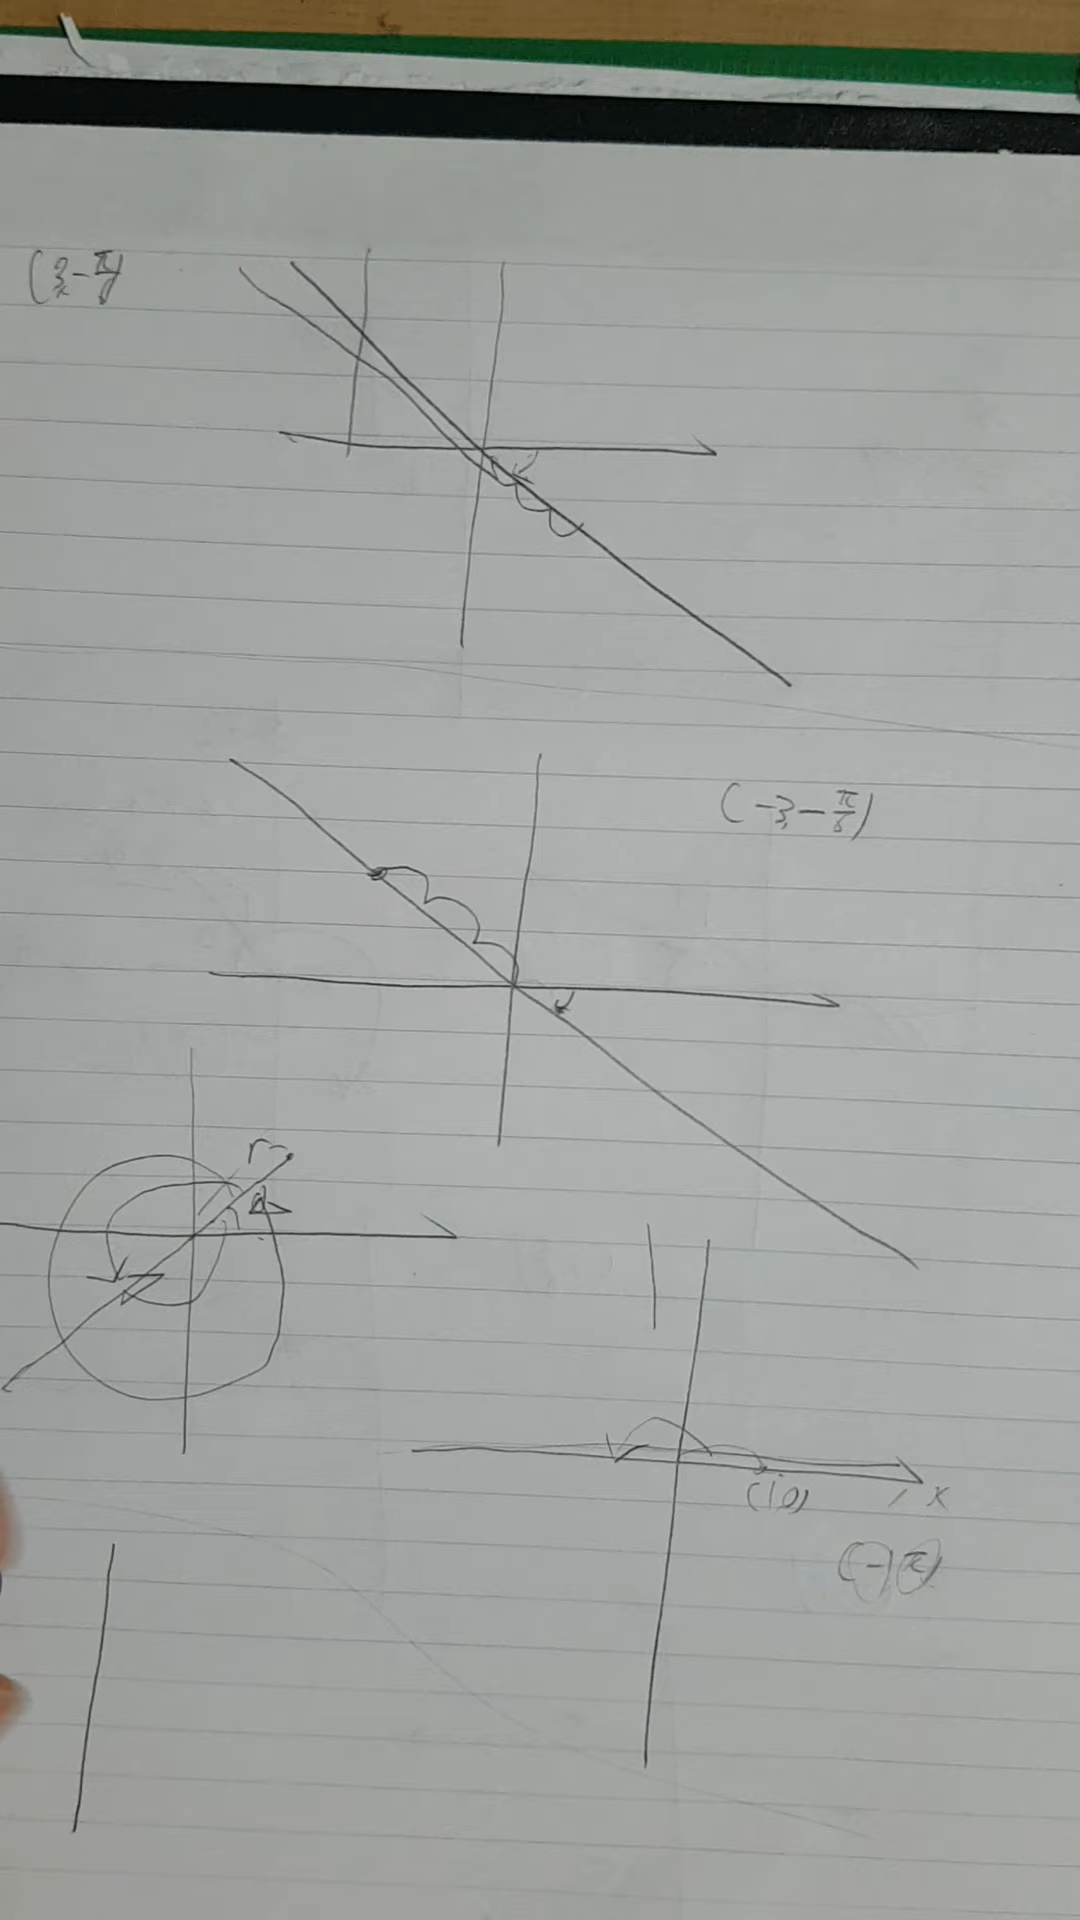 (3, -π/6)
(-3, -π/6)
r
(1,0)
x
(-1, π)